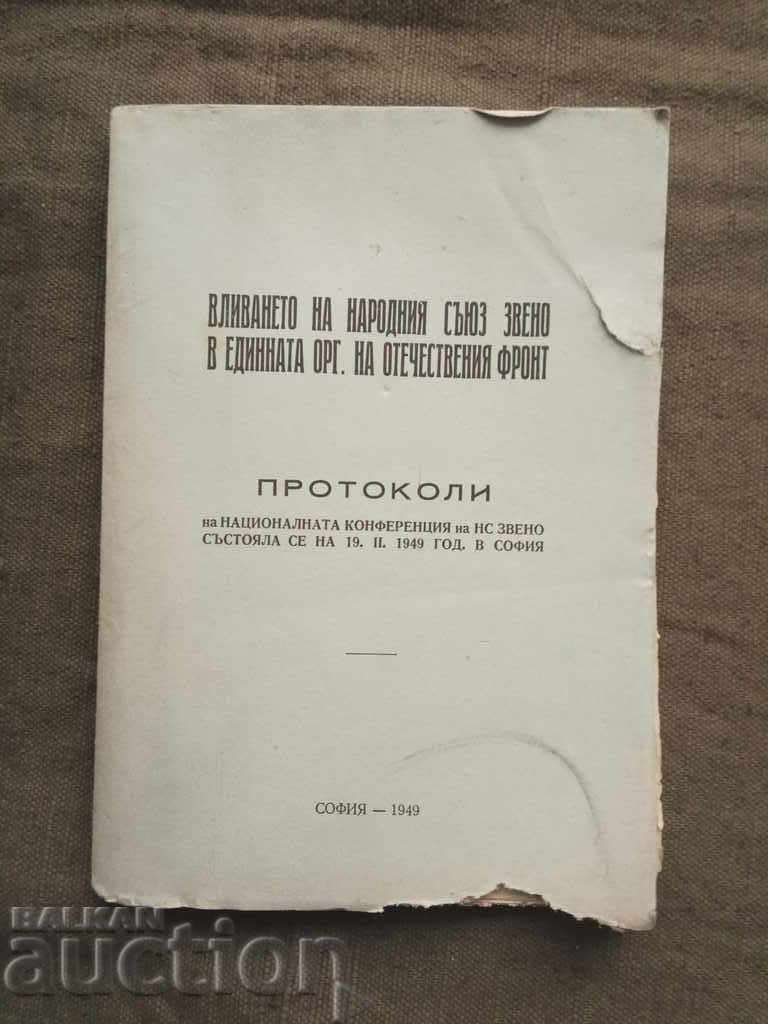 ВЛИВАНЕТО НА НАРОДНИЯ СЪЮЗ ЗВЕНО
В ЕДИННАТА ОРГ. НА ОТЕЧЕСТВЕНИЯ ФРОНТ
ПРОТОКОЛИ
на НАЦИОНАЛНАТА КОНФЕРЕНЦИЯ на НС ЗВЕНО
СЪСТОЯЛА СЕ НА 19. II. 1949 ГОД. В СОФИЯ
СОФИЯ — 1949
BALKAN
auction